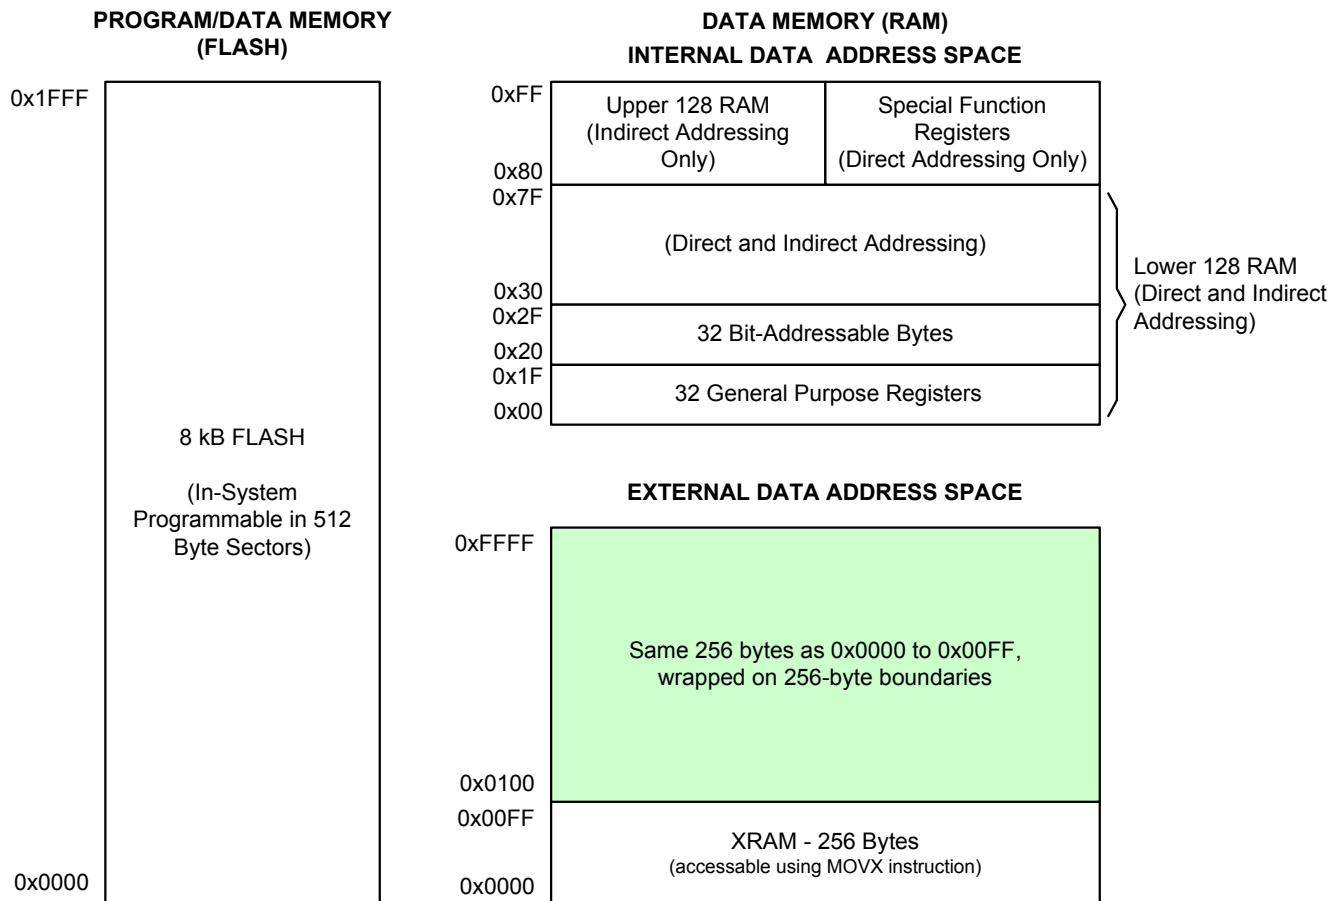 PROGRAM/DATA MEMORY
(FLASH)
0x1FFF
8 kB FLASH
(In-System
Programmable in 512
Byte Sectors)
0x0000
DATA MEMORY (RAM)
INTERNAL DATA ADDRESS SPACE
0xFF
Upper 128 RAM
(Indirect Addressing
Only)
Special Function
Registers
(Direct Addressing Only)
0x80
0x7F
(Direct and Indirect Addressing)
0x30
0x2F
32 Bit-Addressable Bytes
0x20
0x1F
32 General Purpose Registers
0x00
Lower 128 RAM
(Direct and Indirect
Addressing)
EXTERNAL DATA ADDRESS SPACE
0xFFFF
Same 256 bytes as 0x0000 to 0x00FF,
wrapped on 256-byte boundaries
0x0100
0x00FF
XRAM - 256 Bytes
(accessable using MOVX instruction)
0x0000